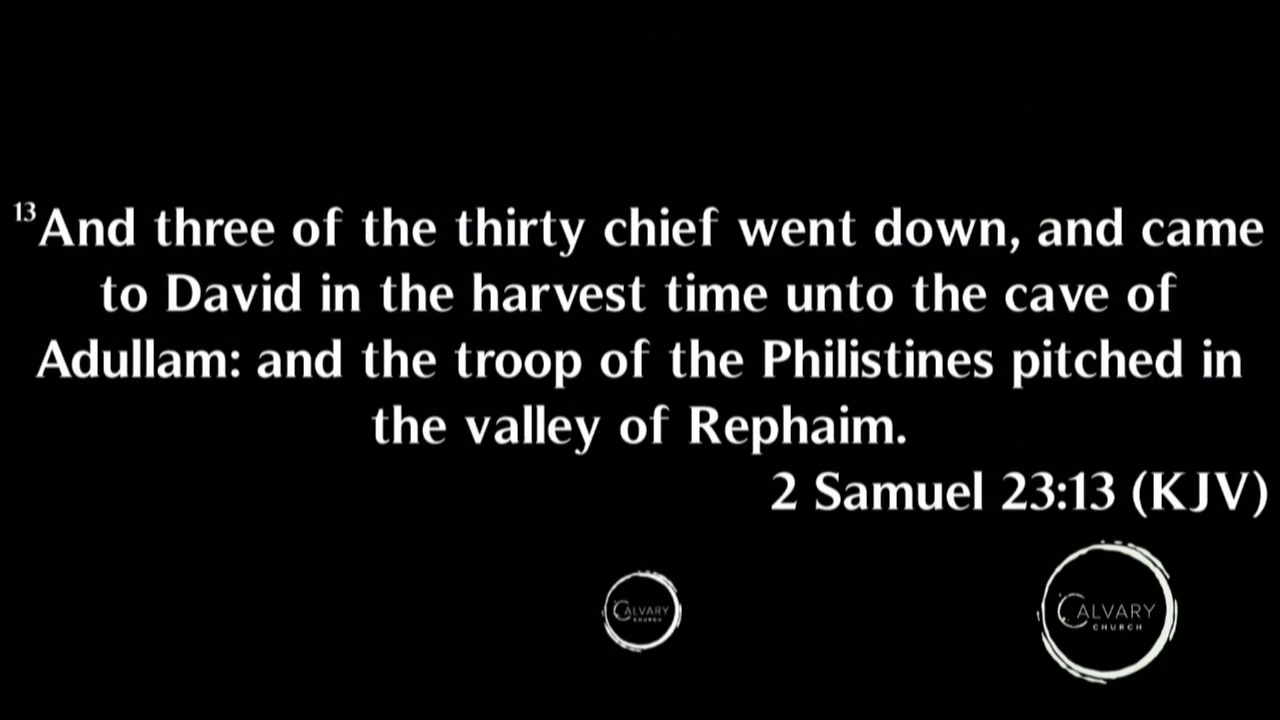 13And three of the thirty chief went down, and came
to David in the harvest time unto the cave of
Adullam: and the troop of the Philistines pitched in
the valley of Rephaim.
2 Samuel 23:13 (KJV)
CALVARY
CHURCH
CALVARY
CHURCH